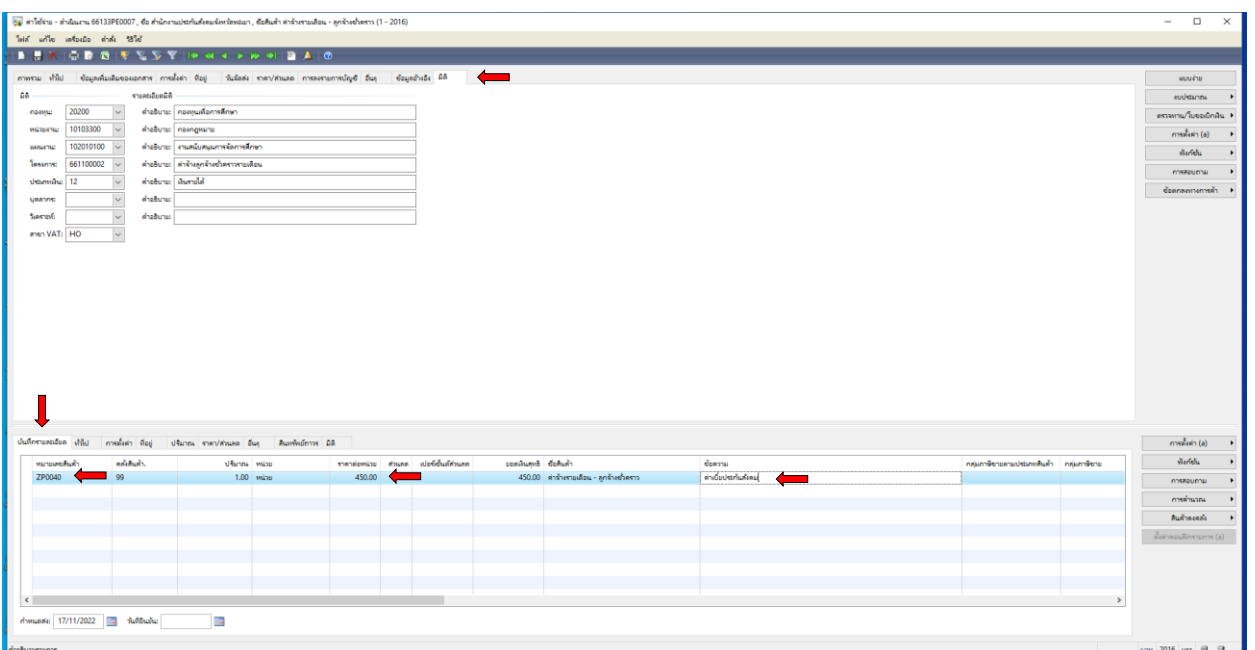 ค่าใช้จ่าย - ดำเนินงาน 66133PE0007, ชื่อ สำนักงานประกันสังคมจังหวัดพะเยา, ชื่อสินค้า ค่าจ้างรายเดือน - ลูกจ้างชั่วคราว (1 - 2016)
ไฟล์ แก้ไข เครื่องมือ คำสั่ง วิธีใช้
ภาพรวม ทั่วไป ข้อมูลเพิ่มเติมของเอกสาร การตั้งค่า ที่อยู่ วันจัดส่ง ราคา/ส่วนลด การลงรายการบัญชี อื่นๆ ข้อมูลอ้างอิง มิติ
แบบง่าย
มิติ รายละเอียดมิติ
งบประมาณ
กองทุน: 20200 คำอธิบาย: กองทุนเพื่อการศึกษา
ตรวจทาน/ใบขอเบิกเงิน
หน่วยงาน: 10103300 คำอธิบาย: กองกฎหมาย
การตั้งค่า (a)
แผนงาน: 102010100 คำอธิบาย: งานสนับสนุนการจัดการศึกษา
ฟังก์ชัน
โครงการ: 661100002 คำอธิบาย: ค่าจ้างลูกจ้างชั่วคราวรายเดือน
การสอบถาม
ประเภทเงิน: 12 คำอธิบาย: เงินรายได้
ข้อตกลงทางการค้า
บุคลากร: คำอธิบาย:
วิเคราะห์: คำอธิบาย:
สาขา VAT: HO
บันทึกรายละเอียด ทั่วไป การตั้งค่า ที่อยู่ ปริมาณ ราคา/ส่วนลด อื่นๆ สินทรัพย์ถาวร มิติ
การตั้งค่า (a)
หมายเลขสินค้า คลังสินค้า. ปริมาณ หน่วย ราคาต่อหน่วย ส่วนลด เปอร์เซ็นต์ส่วนลด ยอดเงินสุทธิ ชื่อสินค้า ข้อความ กลุ่มภาษีขายตามประเภทสินค้า กลุ่มภาษีขาย
ฟังก์ชัน
ZP0040 99 1.00 หน่วย 450.00 450.00 ค่าจ้างรายเดือน - ลูกจ้างชั่วคราว ค่าเบี้ยประกันสังคม
การสอบถาม
การคำนวณ
สินค้าคงคลัง
กำหนดส่ง: 17/11/2022 วันที่ยืนยัน: